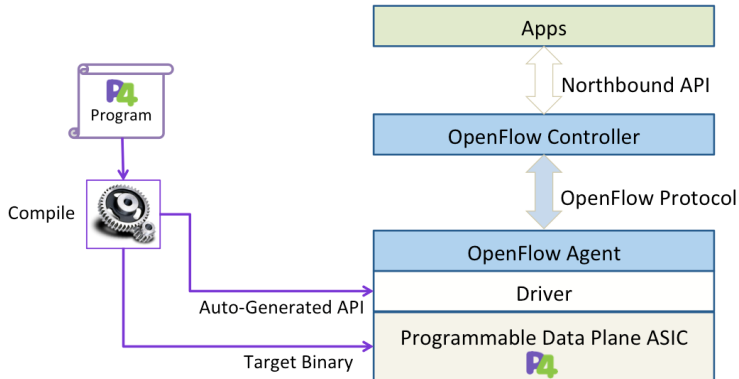 Apps
Northbound API
P4
Program
OpenFlow Controller
Compile
OpenFlow Protocol
OpenFlow Agent
Driver
Auto-Generated API
Programmable Data Plane ASIC
Target Binary
P4